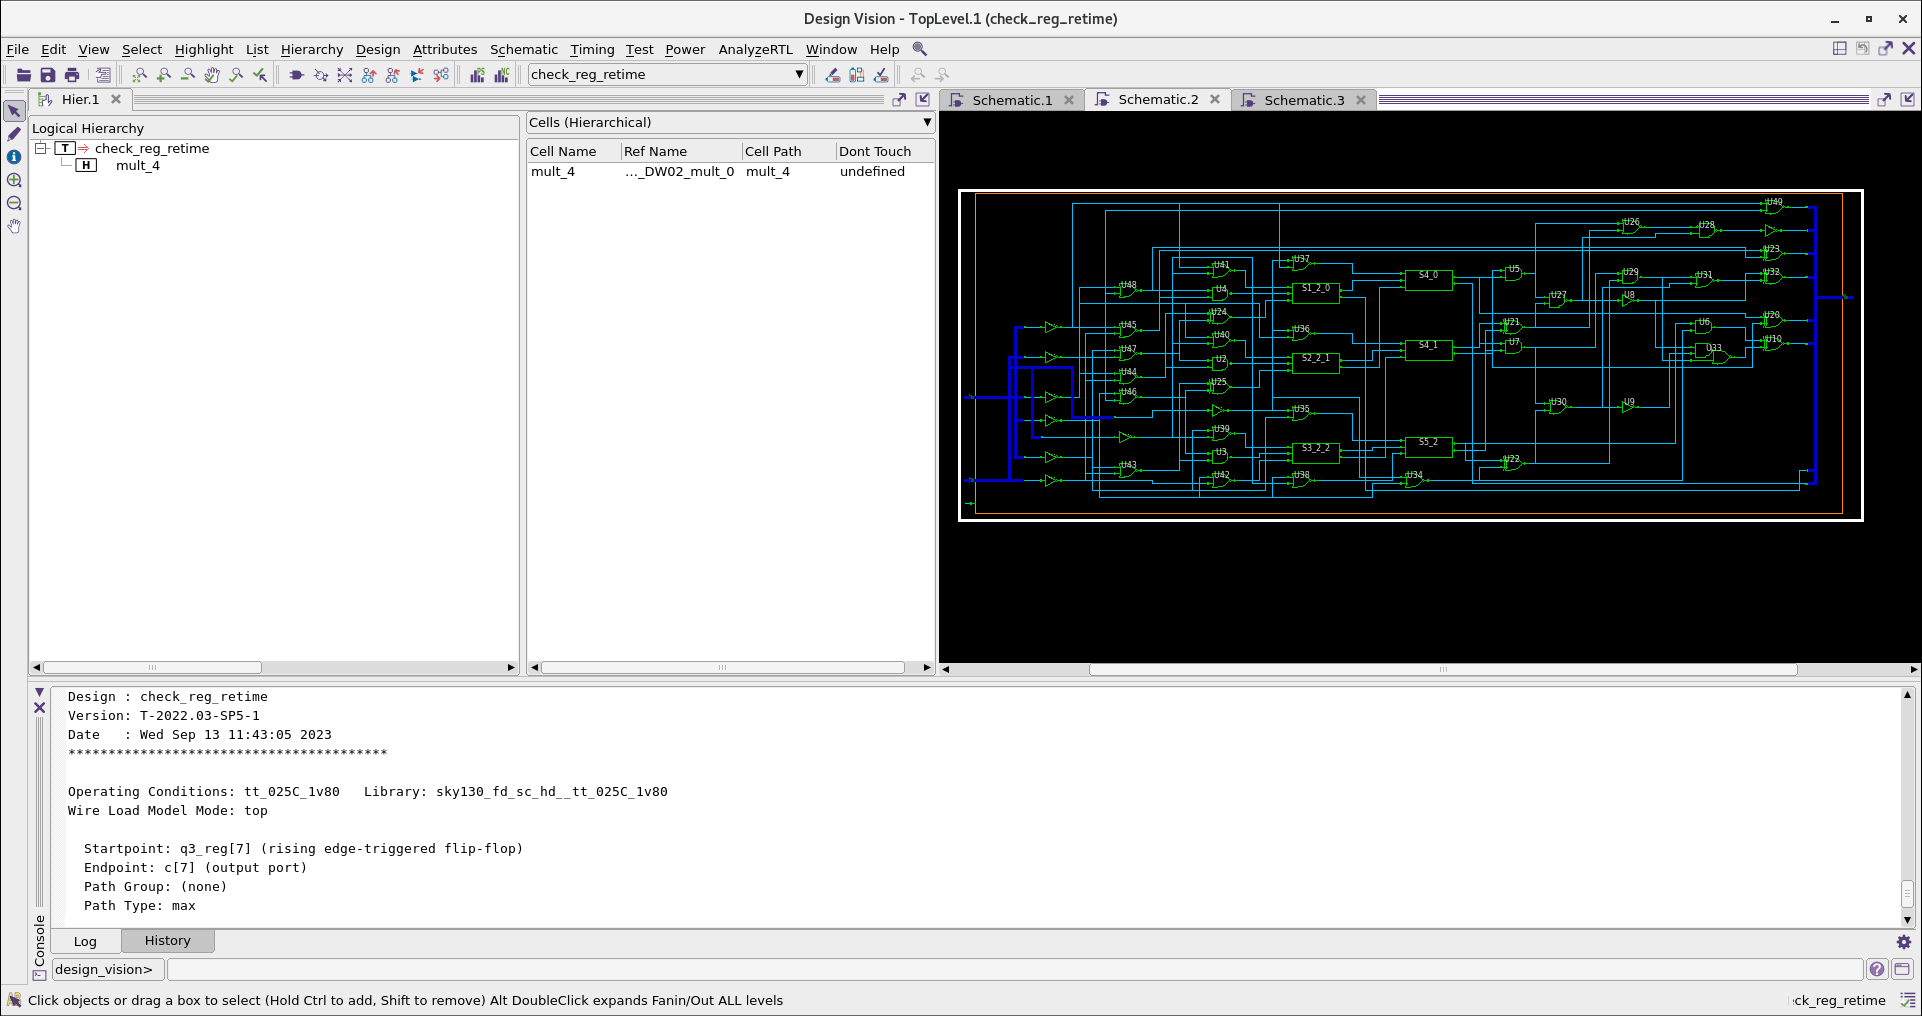 Design Vision - TopLevel.1 (check_reg_retime)
File Edit View Select Highlight List Hierarchy Design Attributes Schematic Timing Test Power AnalyzeRTL Window Help
check_reg_retime
Hier.1
Schematic.1 Schematic.2 Schematic.3
Logical Hierarchy
T check_reg_retime
H mult_4
Cells (Hierarchical)
Cell Name Ref Name Cell Path Dont Touch
mult_4 ..._DW02_mult_0 mult_4 undefined
U49
U26 U28
U23
U41 U37 S4_0 U5 U29 U31 U32
U48 U4 S1_2_0 U27 U8
U45 U24 U36 U21 U6 U20
U47 U40 S2_2_1 S4_1 U7 U33 U10
U44 U2
U46 U25 U35 U30 U9
U39 S3_2_2 S5_2
U43 U3 U22
U42 U38 U34
Design : check_reg_retime
Version: T-2022.03-SP5-1
Date : Wed Sep 13 11:43:05 2023
****************************************
Operating Conditions: tt_025C_1v80 Library: sky130_fd_sc_hd__tt_025C_1v80
Wire Load Model Mode: top
Startpoint: q3_reg[7] (rising edge-triggered flip-flop)
Endpoint: c[7] (output port)
Path Group: (none)
Path Type: max
Console
Log History
design_vision>
Click objects or drag a box to select (Hold Ctrl to add, Shift to remove) Alt DoubleClick expands Fanin/Out ALL levels
ck_reg_retime